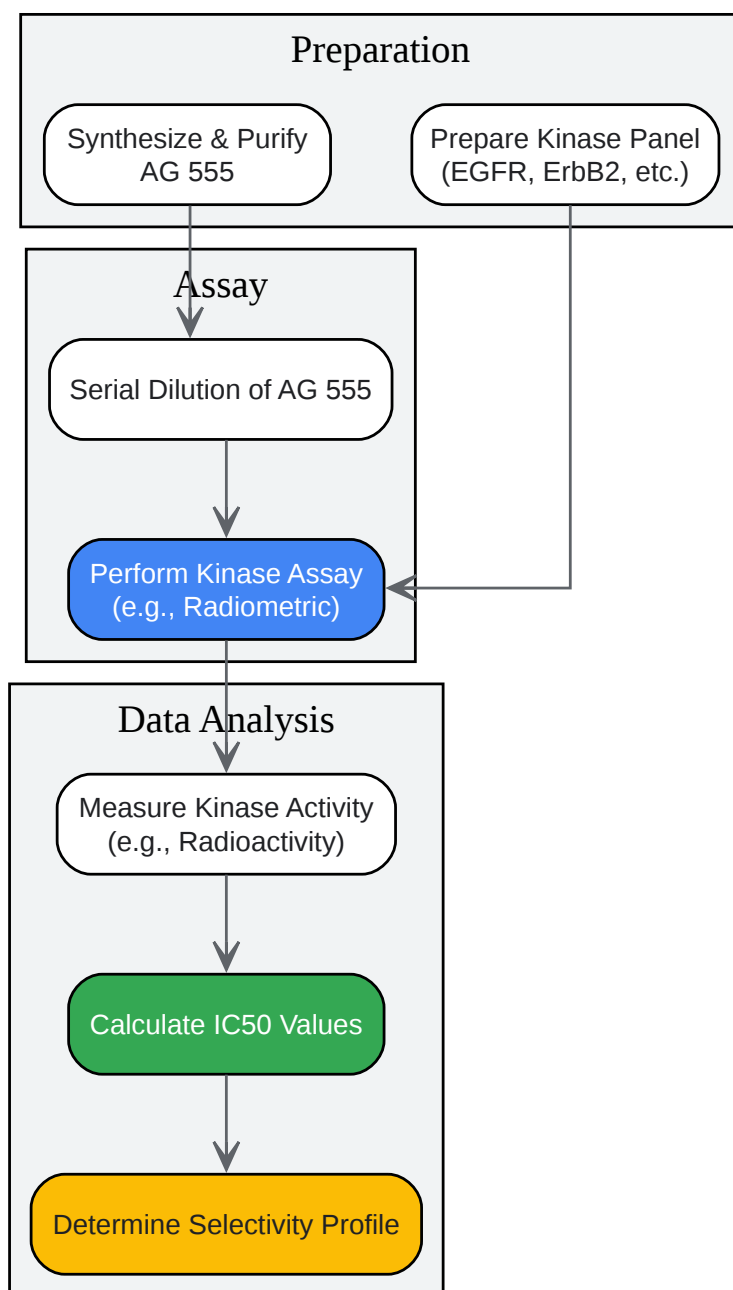 Preparation
Synthesize & Purify
AG 555
Prepare Kinase Panel
(EGFR, ErbB2, etc.)
Assay
Serial Dilution of AG 555
Perform Kinase Assay
(e.g., Radiometric)
Data Analysis
Measure Kinase Activity
(e.g., Radioactivity)
Calculate IC50 Values
Determine Selectivity Profile